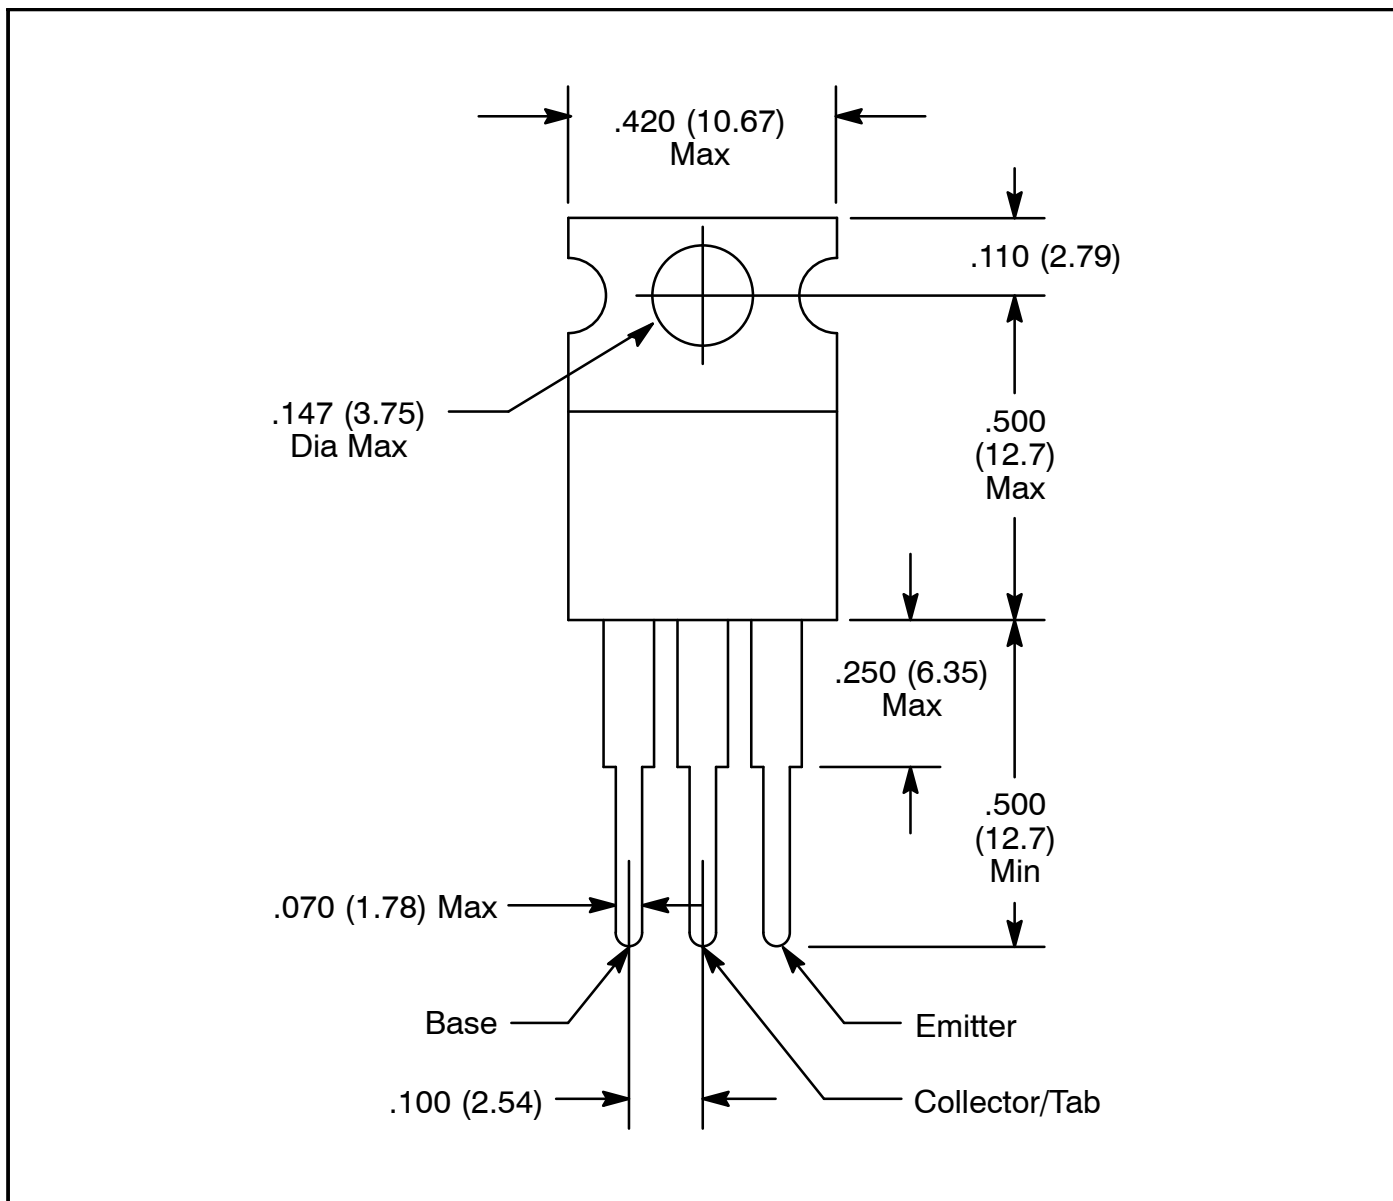 .420 (10.67)
Max
.110 (2.79)
.147 (3.75)
Dia Max
.500
(12.7)
Max
.250 (6.35)
Max
.500
(12.7)
Min
.070 (1.78) Max
Base
Emitter
.100 (2.54)
Collector/Tab